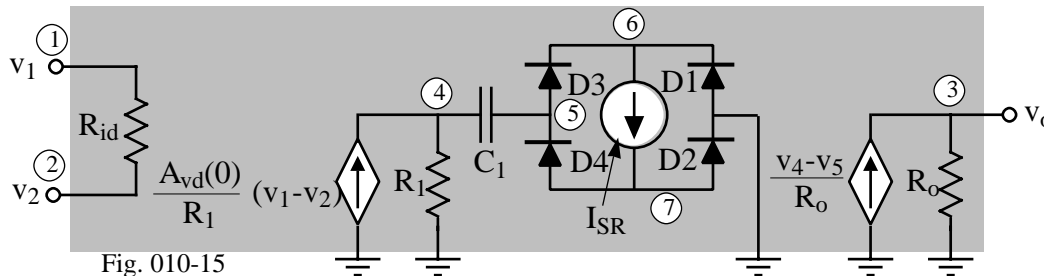 1
v1
Rid
2
v2
Avd(0)
R1
(v1-v2)
4
R1
C1
5
6
D3
D4
D1
D2
ISR
7
v4-v5
Ro
3
Ro
Fig. 010-15